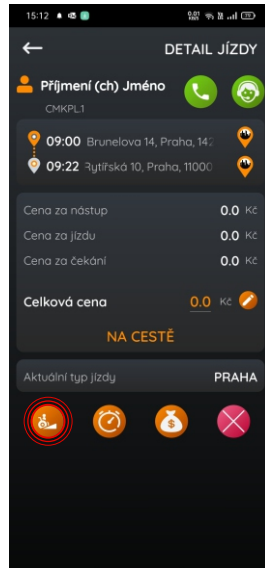 15:12
DETAIL JÍZDY
Příjmení (ch) Jméno
CMKPL1
09:00 Brunelova 14, Praha, 142
09:22 Rytířská 10, Praha, 11000
Cena za nástup 0.0 Kč
Cena za jízdu 0.0 Kč
Cena za čekání 0.0 Kč
Celková cena 0.0 Kč
NA CESTĚ
Aktuální typ jízdy PRAHA